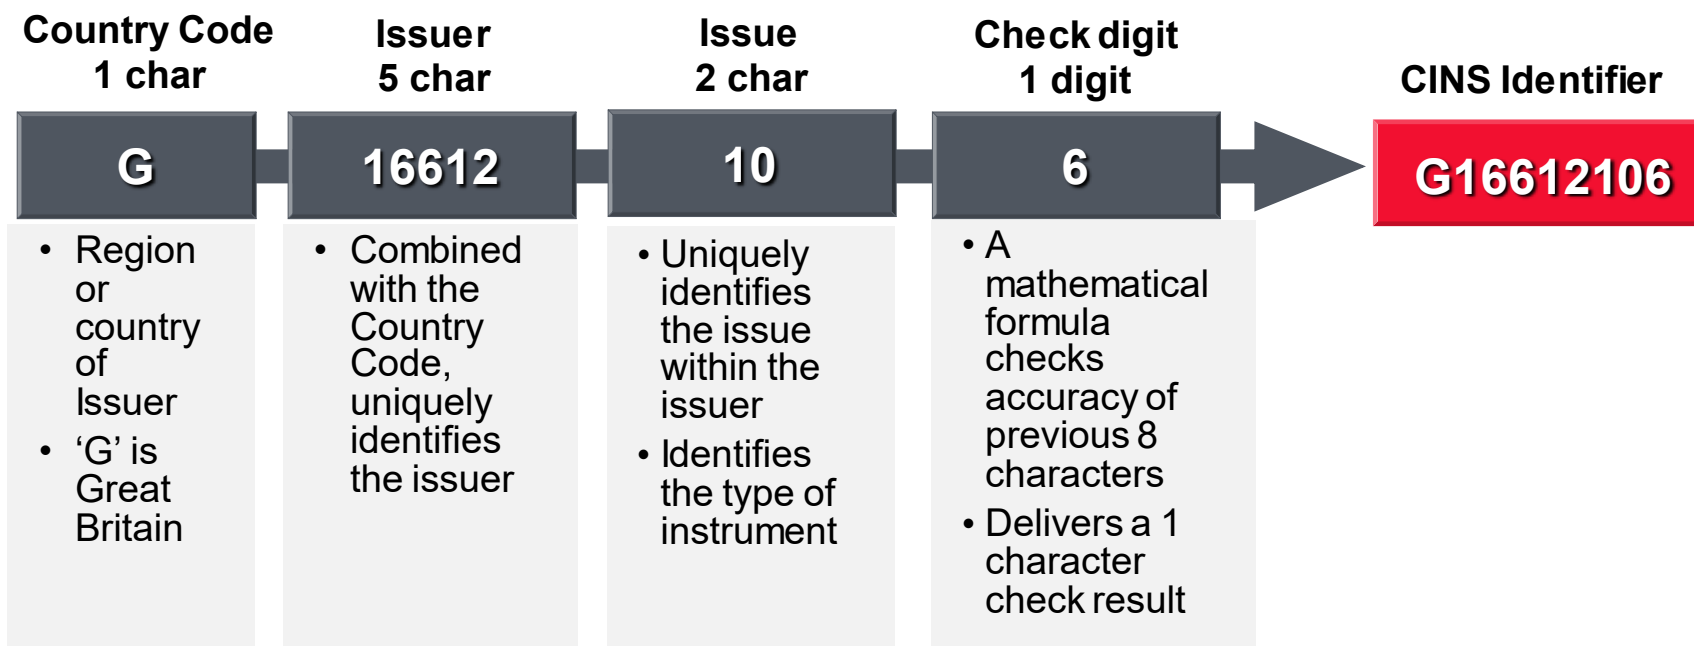 Country Code
1 char
Issuer
5 char
Issue
2 char
Check digit
1 digit
CINS Identifier
G
16612
10
6
G16612106
• Region
or
country
of
Issuer
• ‘G’ is
Great
Britain
• Combined
with the
Country
Code,
uniquely
identifies
the issuer
• Uniquely
identifies
the issue
within the
issuer
• Identifies
the type of
instrument
• A
mathematical
formula
checks
accuracy of
previous 8
characters
• Delivers a 1
character
check result